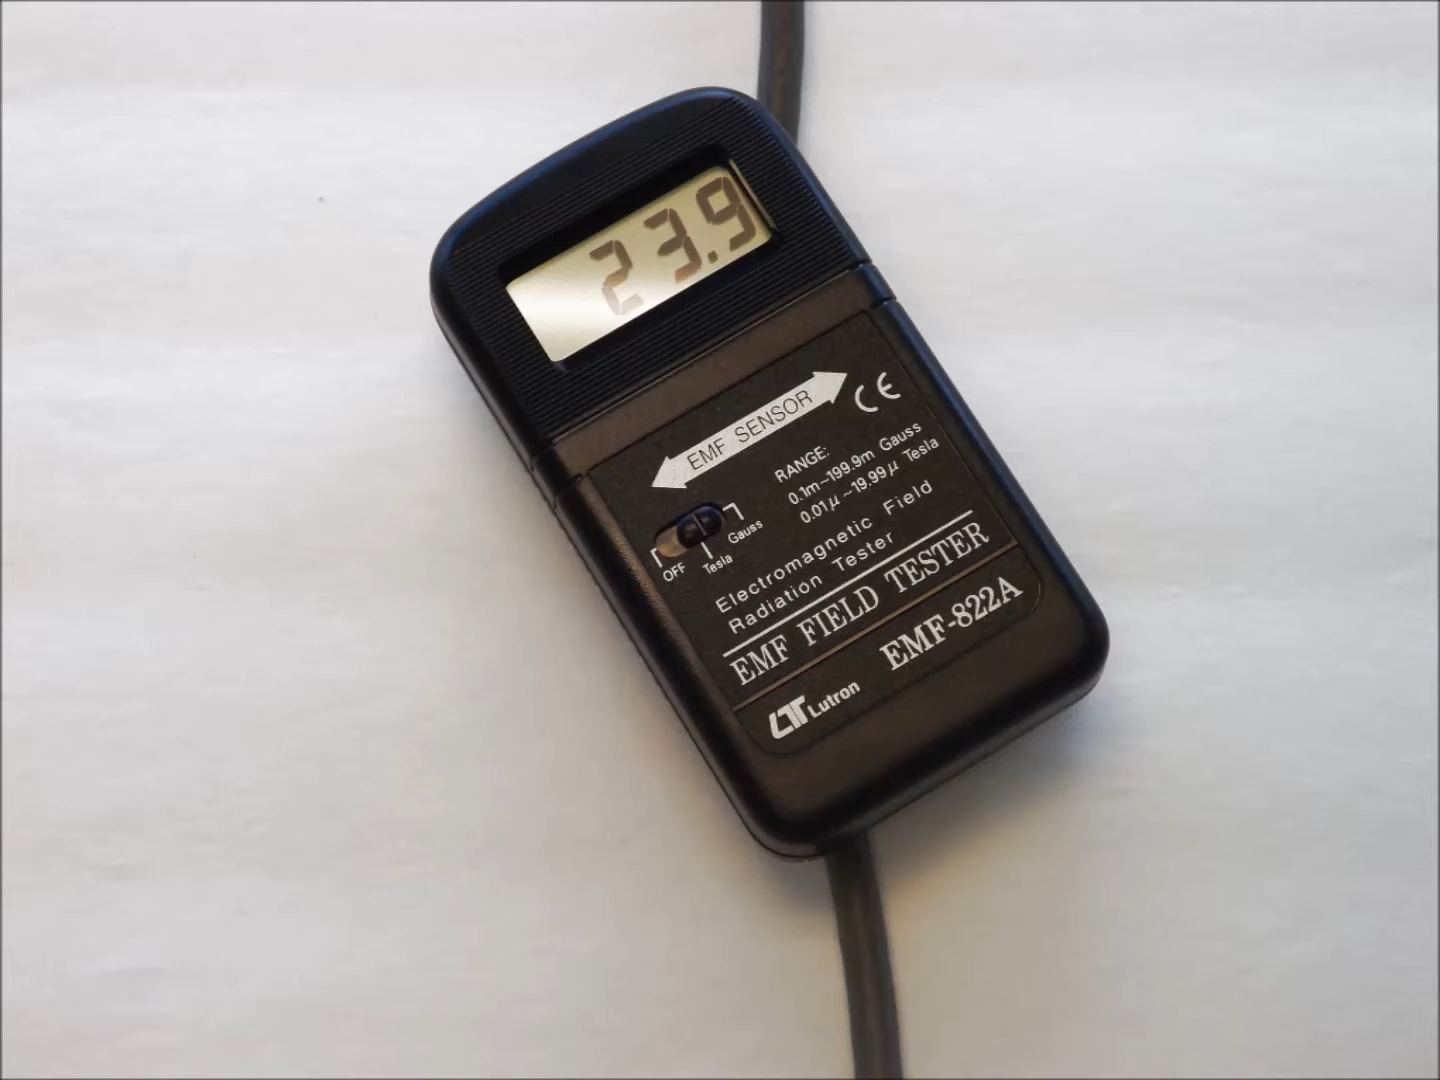 23.9
EMF SENSOR
CE
RANGE:
0.1m~199.9m Gauss
0.01μ~19.99μ Tesla
Gauss
Tesla
OFF
Electromagnetic Field
Radiation Tester
EMF FIELD TESTER
EMF-822A
LT Lutron